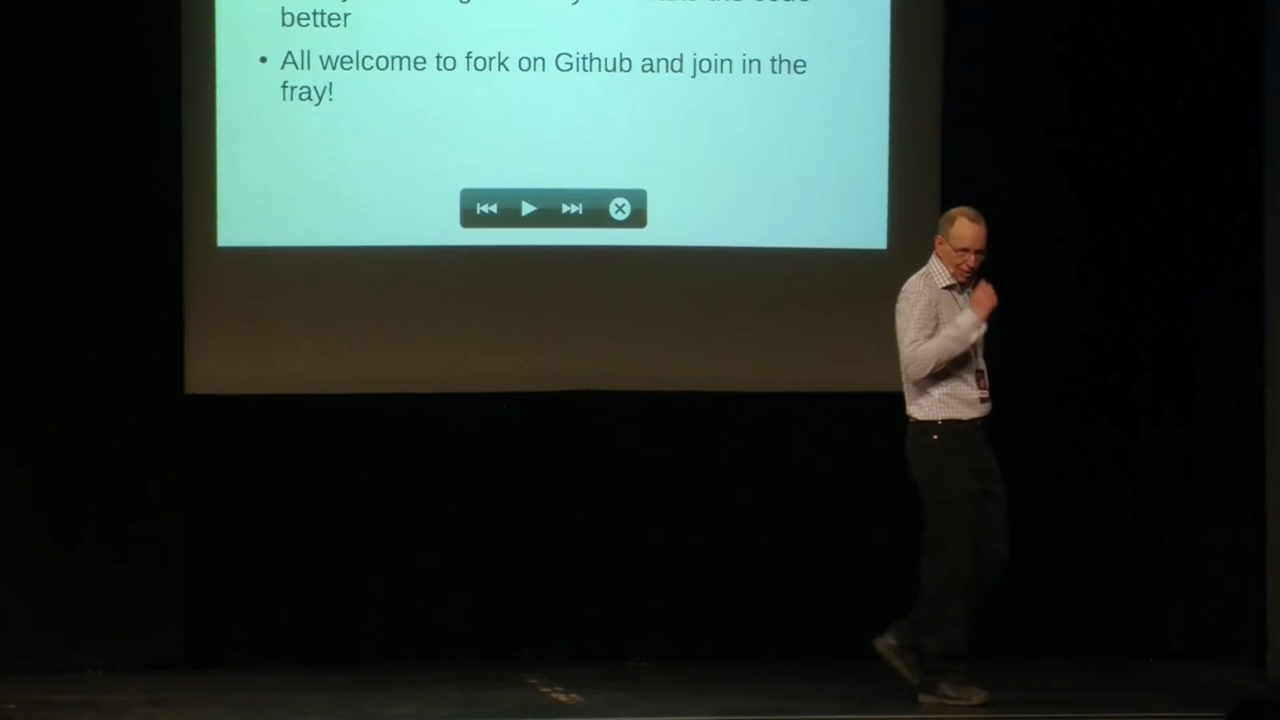 better
• All welcome to fork on Github and join in the
fray!